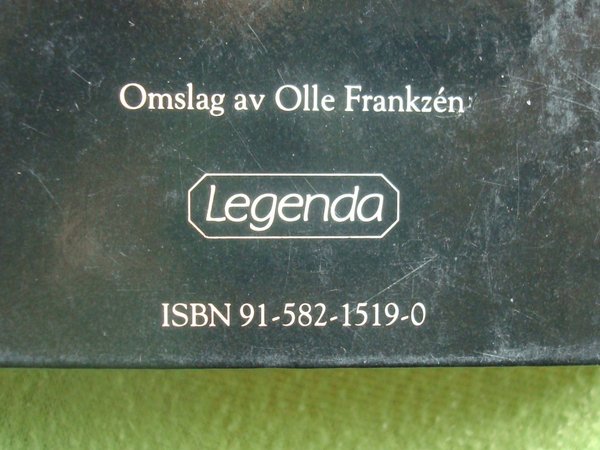 Omslag av Olle Frankzén
Legenda
ISBN 91-582-1519-0